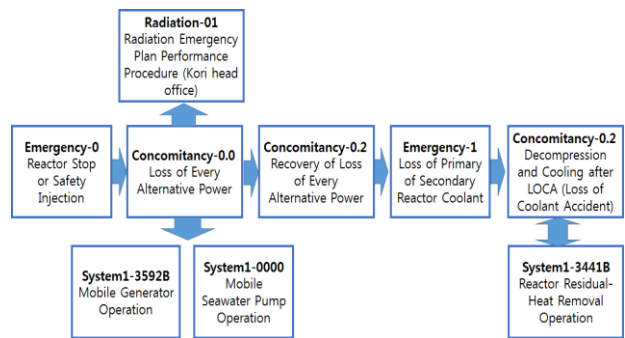 Radiation-01
Radiation Emergency
Plan Performance
Procedure (Kori head
office)
Emergency-0
Reactor Stop
or Safety
Injection
Concomitancy-0.0
Loss of Every
Alternative Power
Concomitancy-0.2
Recovery of Loss
of Every
Alternative Power
Emergency-1
Loss of Primary
of Secondary
Reactor Coolant
Concomitancy-0.2
Decompression
and Cooling after
LOCA (Loss of
Coolant Accident)
System1-3592B
Mobile Generator
Operation
System1-0000
Mobile
Seawater Pump
Operation
System1-3441B
Reactor Residual-
Heat Removal
Operation